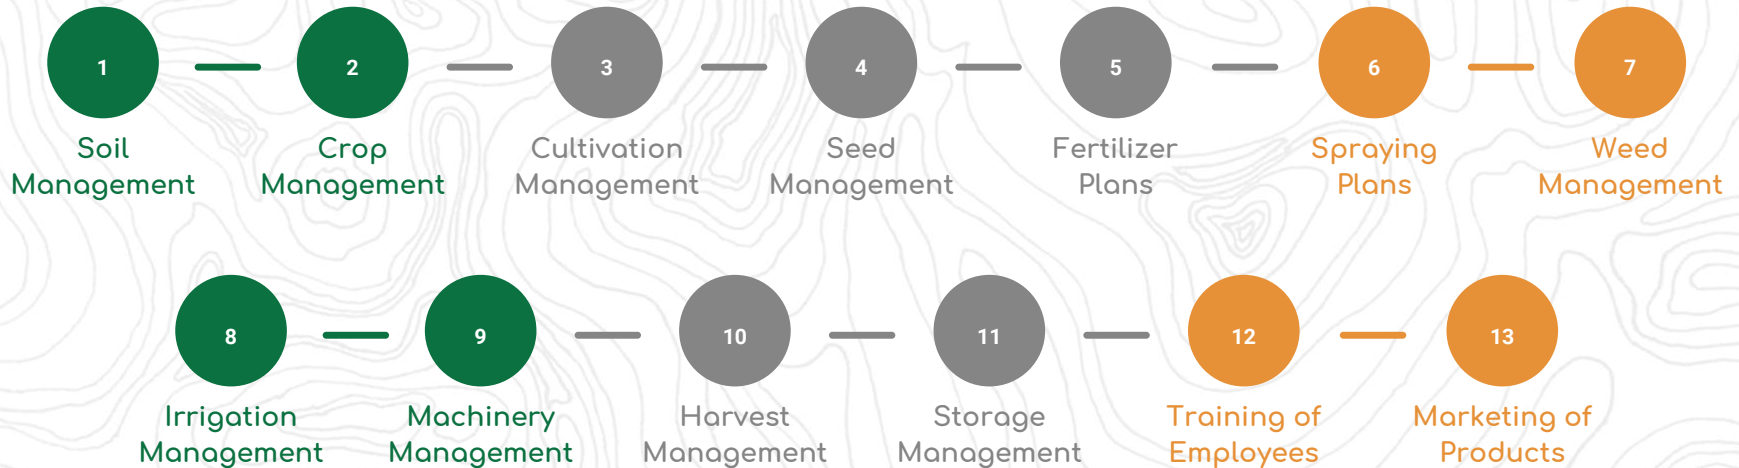 1
2
3
4
5
6
7
Soil
Management
Crop
Management
Cultivation
Management
Seed
Management
Fertilizer
Plans
Spraying
Plans
Weed
Management
8
9
10
11
12
13
Irrigation
Management
Machinery
Management
Harvest
Management
Storage
Management
Training of
Employees
Marketing of
Products